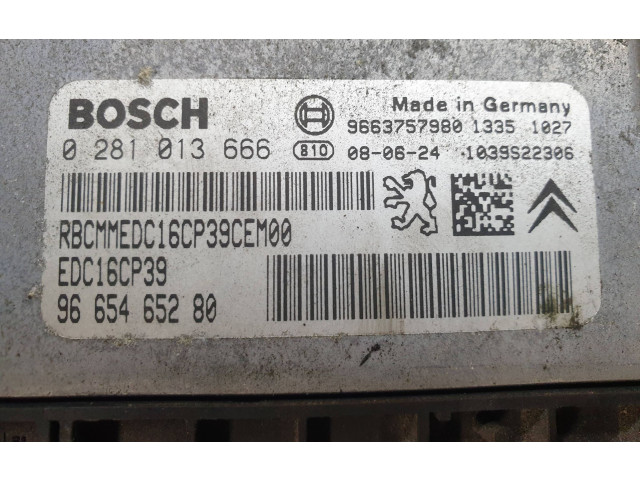 BOSCH
Made in Germany
9663757980 1335 1027
0 281 013 666 810 08-06-24 1039S22306
RBCMMEDC16CP39CEM00
EDC16CP39
96 654 652 80